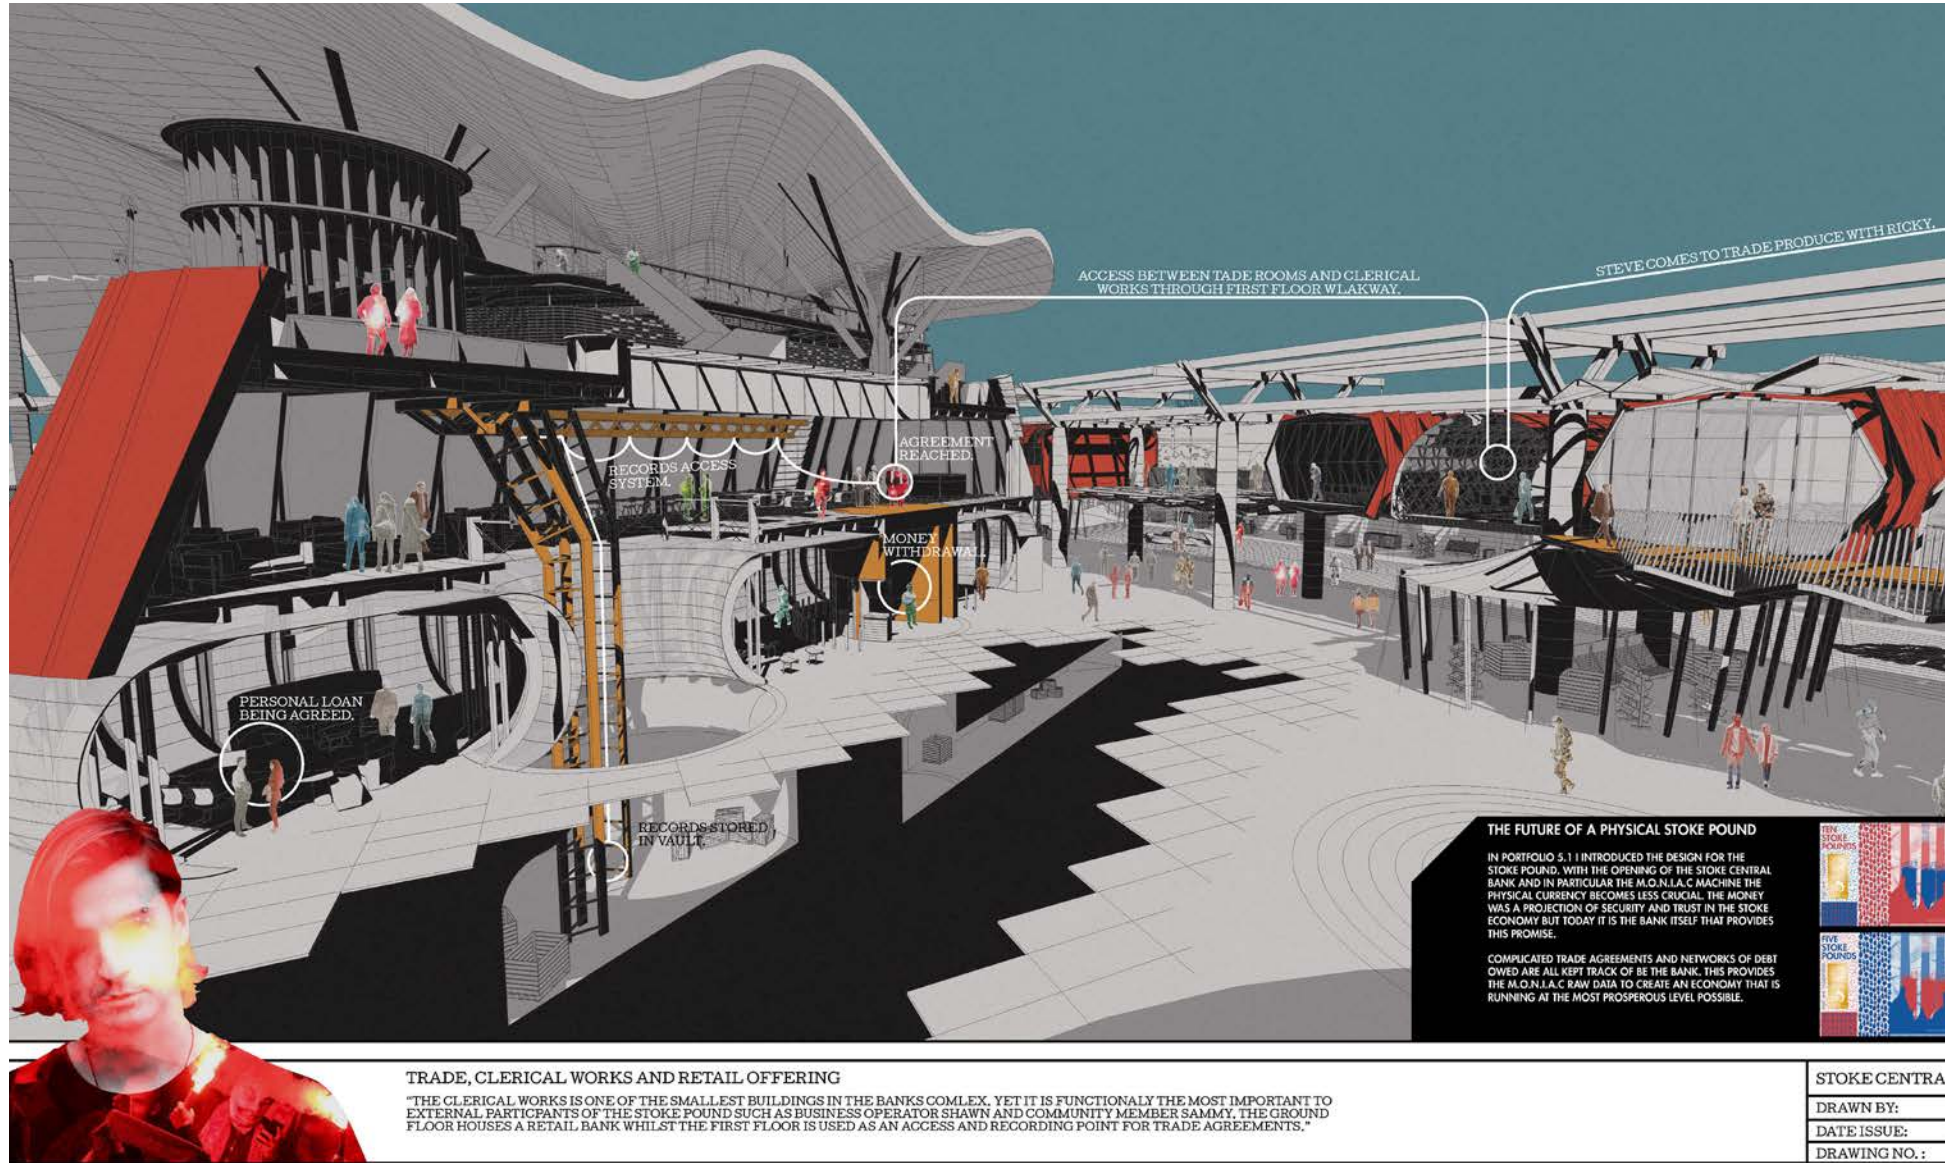 STEVE COMES TO TRADE PRODUCE WITH RICKY.
ACCESS BETWEEN TADE ROOMS AND CLERICAL
WORKS THROUGH FIRST FLOOR WLAKWAY.
AGREEMENT
REACHED.
RECORDS ACCESS
SYSTEM.
MONEY
WITHDRAWAL.
PERSONAL LOAN
BEING AGREED.
RECORDS STORED
IN VAULT.
THE FUTURE OF A PHYSICAL STOKE POUND
IN PORTFOLIO 5.1 I INTRODUCED THE DESIGN FOR THE
STOKE POUND. WITH THE OPENING OF THE STOKE CENTRAL
BANK AND IN PARTICULAR THE M.O.N.I.A.C MACHINE THE
PHYSICAL CURRENCY BECOMES LESS CRUCIAL. THE MONEY
WAS A PROJECTION OF SECURITY AND TRUST IN THE STOKE
ECONOMY BUT TODAY IT IS THE BANK ITSELF THAT PROVIDES
THIS PROMISE.
COMPLICATED TRADE AGREEMENTS AND NETWORKS OF DEBT
OWED ARE ALL KEPT TRACK OF BE THE BANK. THIS PROVIDES
THE M.O.N.I.A.C RAW DATA TO CREATE AN ECONOMY THAT IS
RUNNING AT THE MOST PROSPEROUS LEVEL POSSIBLE.
TEN
STOKE
POUNDS
FIVE
STOKE
POUNDS
TRADE, CLERICAL WORKS AND RETAIL OFFERING
"THE CLERICAL WORKS IS ONE OF THE SMALLEST BUILDINGS IN THE BANKS COMLEX. YET IT IS FUNCTIONALY THE MOST IMPORTANT TO
EXTERNAL PARTICPANTS OF THE STOKE POUND SUCH AS BUSINESS OPERATOR SHAWN AND COMMUNITY MEMBER SAMMY. THE GROUND
FLOOR HOUSES A RETAIL BANK WHILST THE FIRST FLOOR IS USED AS AN ACCESS AND RECORDING POINT FOR TRADE AGREEMENTS."
STOKE CENTRA
DRAWN BY:
DATE ISSUE:
DRAWING NO. :